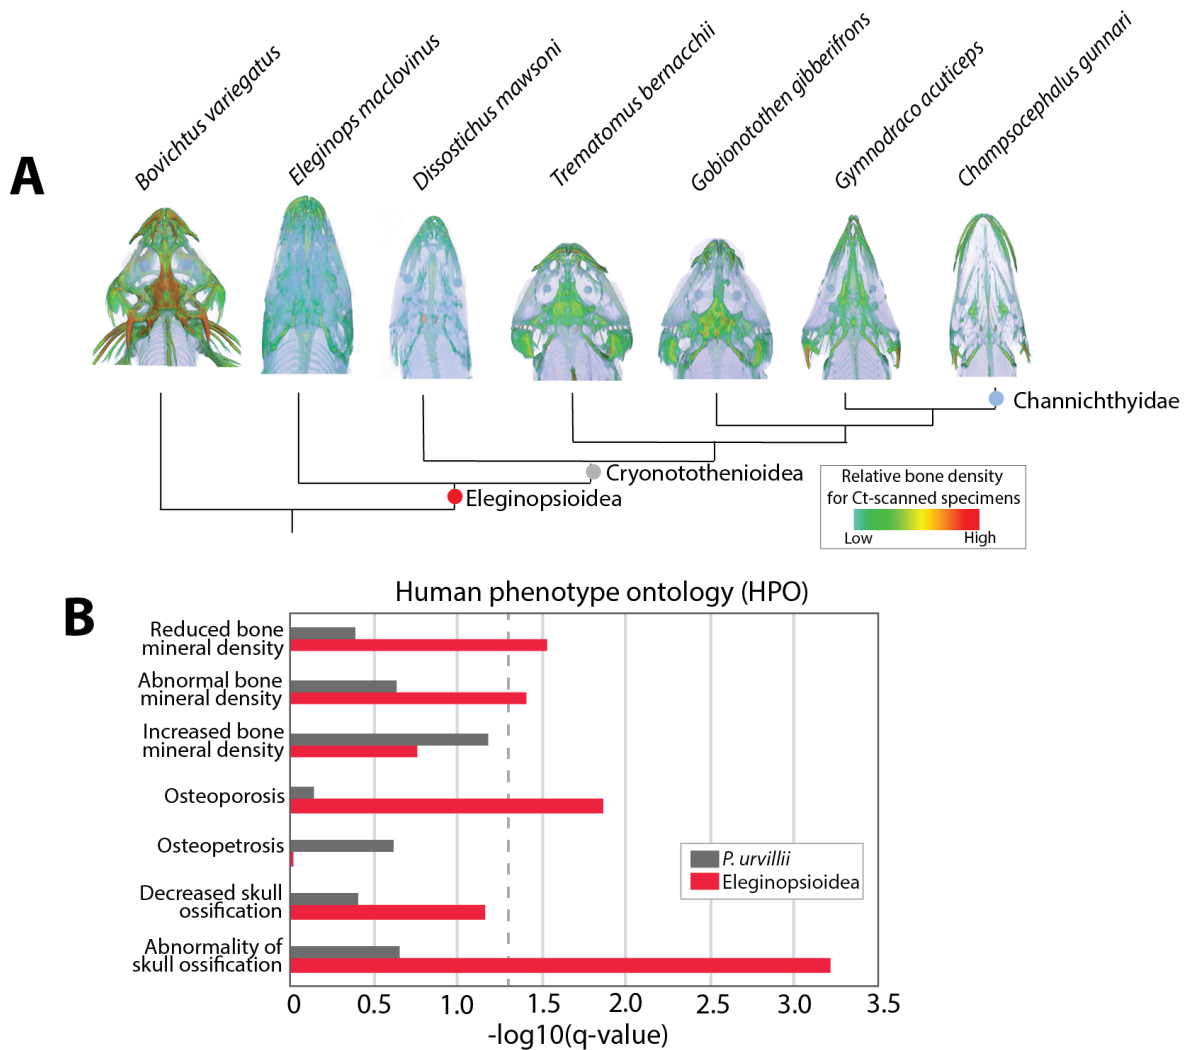 A
Bovichtus variegatus
Eleginops maclovinus
Dissostichus mawsoni
Trematomus bernacchii
Gobionotothen gibberifrons
Gymnodraco acuticeps
Champsocephalus gunnari
Channichthyidae
Cryonotothenioidea
Eleginopsioidea
Relative bone density
for Ct-scanned specimens
Low
High
B
Human phenotype ontology (HPO)
Reduced bone
mineral density
Abnormal bone
mineral density
Increased bone
mineral density
Osteoporosis
Osteopetrosis
Decreased skull
ossification
Abnormality of
skull ossification
P. urvillii
Eleginopsioidea
0 0.5 1.0 1.5 2.0 2.5 3.0 3.5
-log10(q-value)